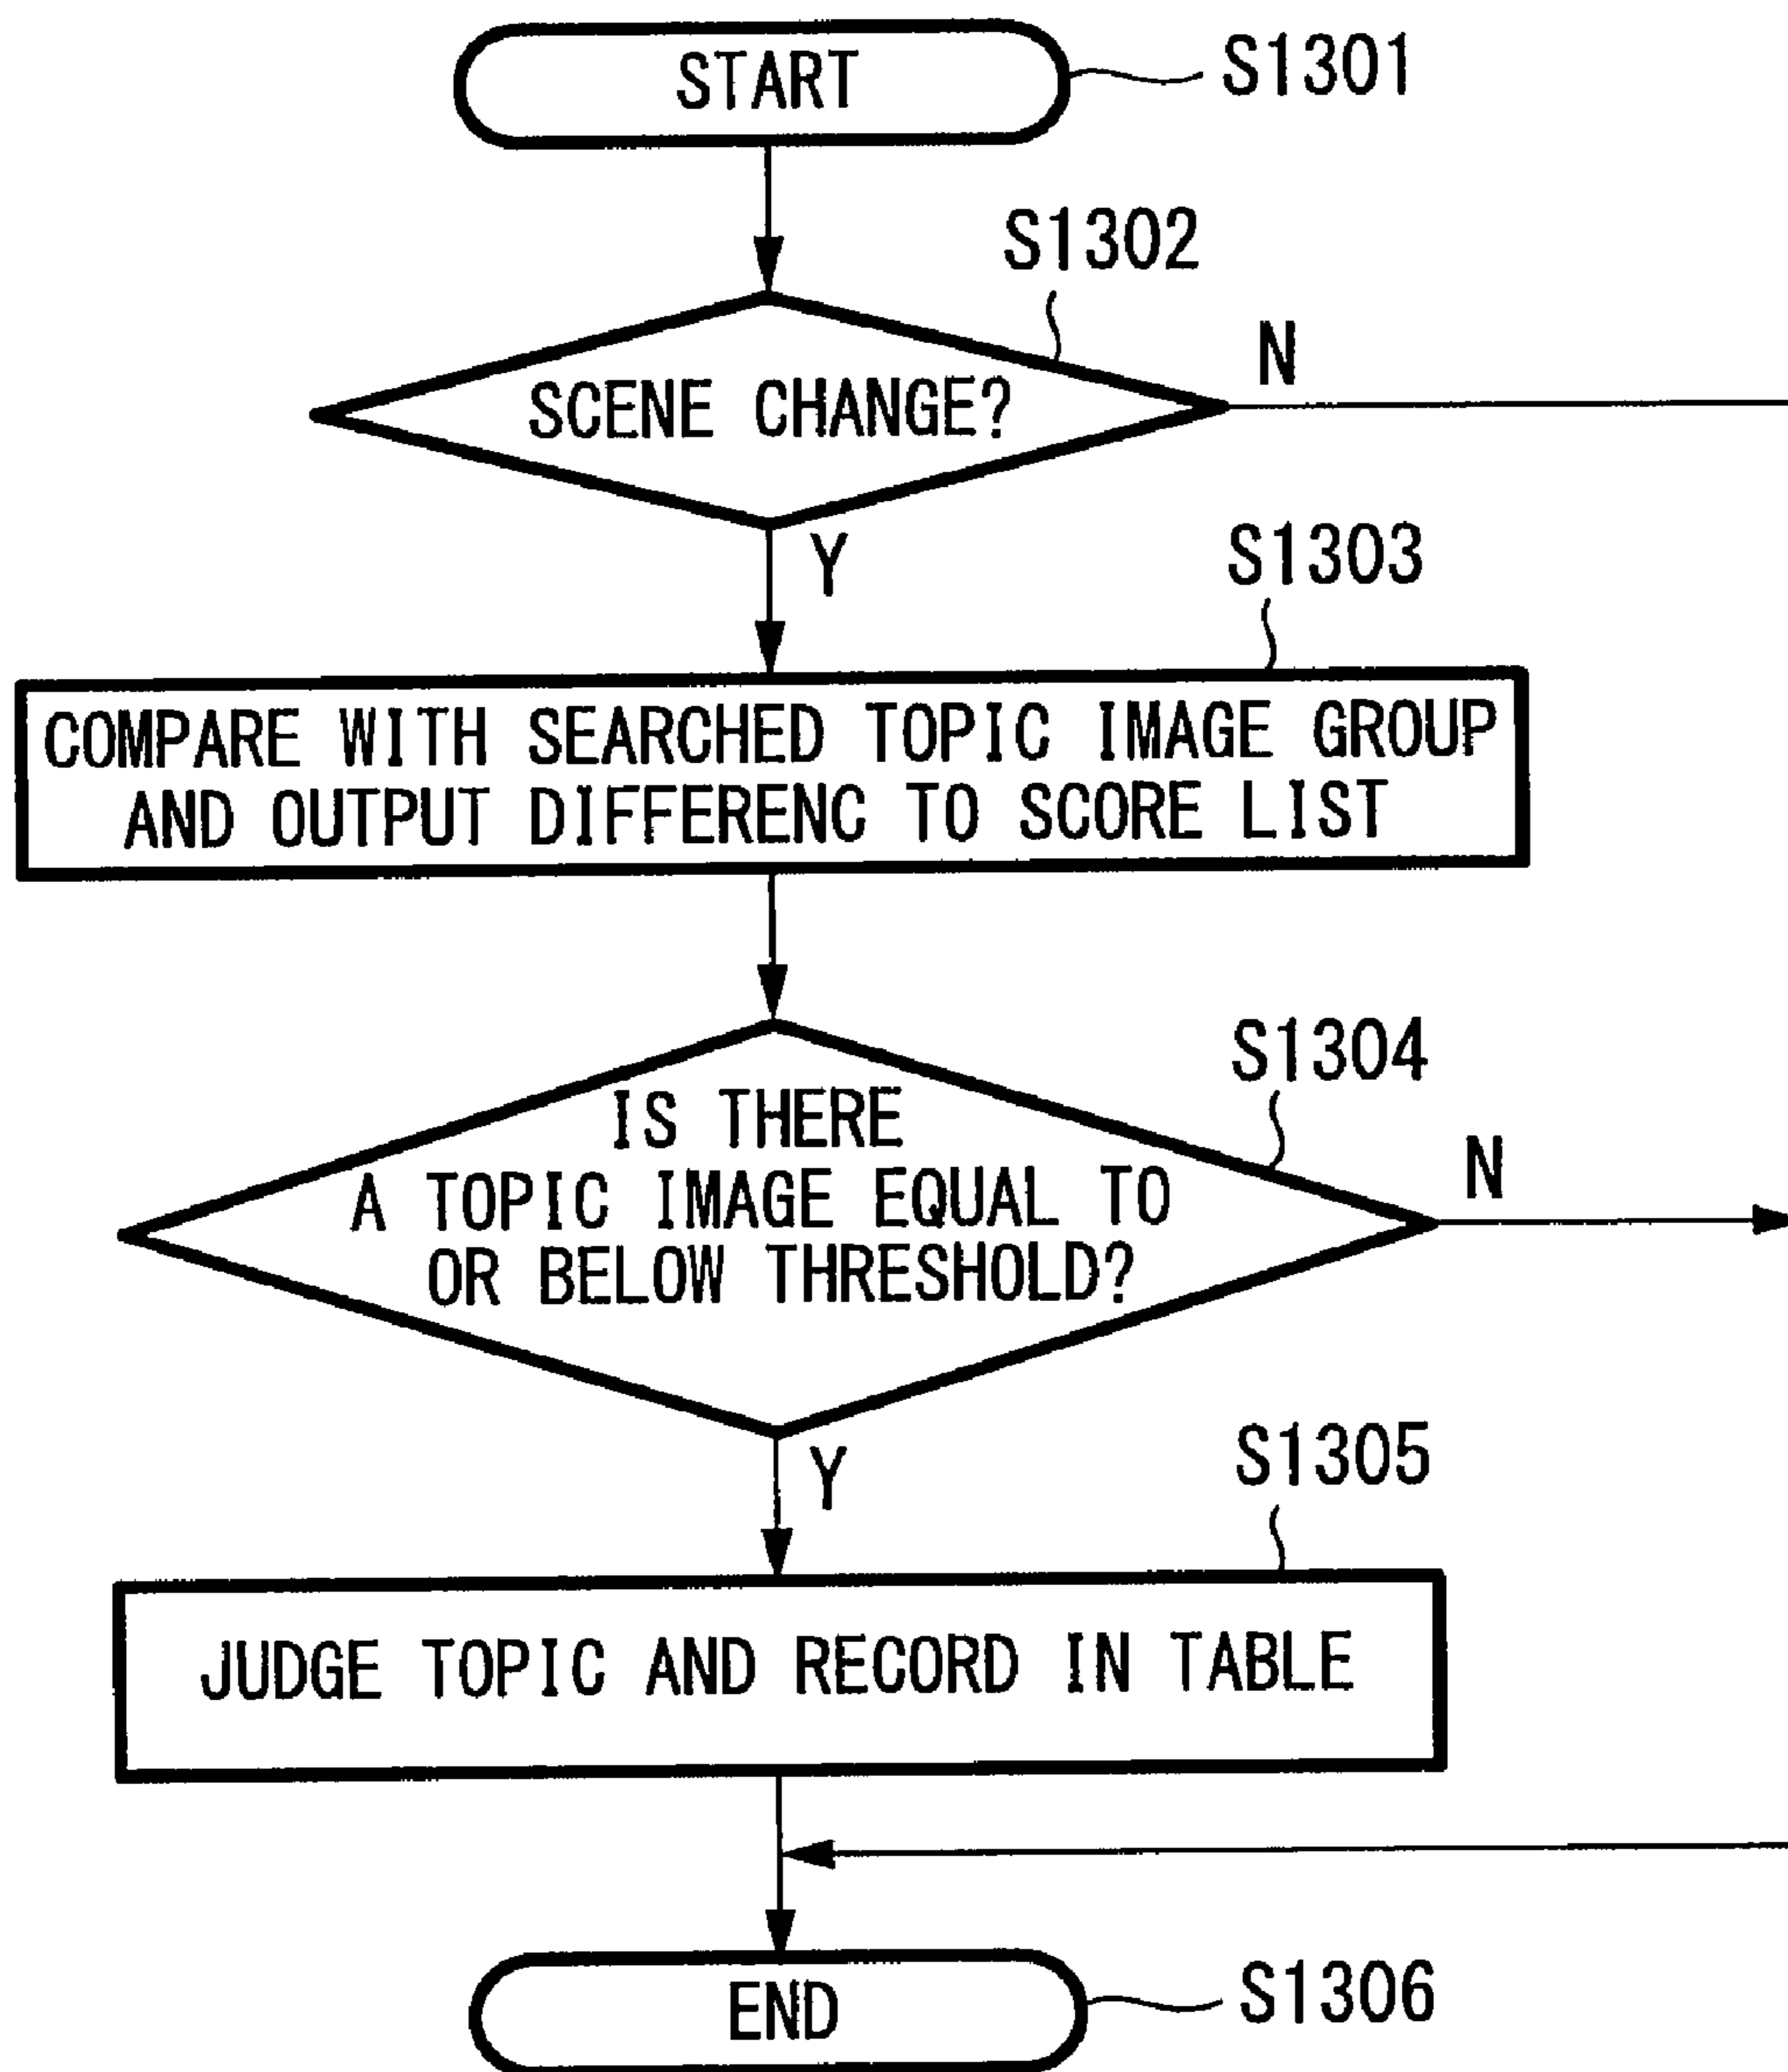 START
S1301
S1302
SCENE CHANGE?
N
Y
S1303
COMPARE WITH SEARCHED TOPIC IMAGE GROUP
AND OUTPUT DIFFERENC TO SCORE LIST
S1304
IS THERE
A TOPIC IMAGE EQUAL TO
OR BELOW THRESHOLD?
N
Y
S1305
JUDGE TOPIC AND RECORD IN TABLE
END
S1306